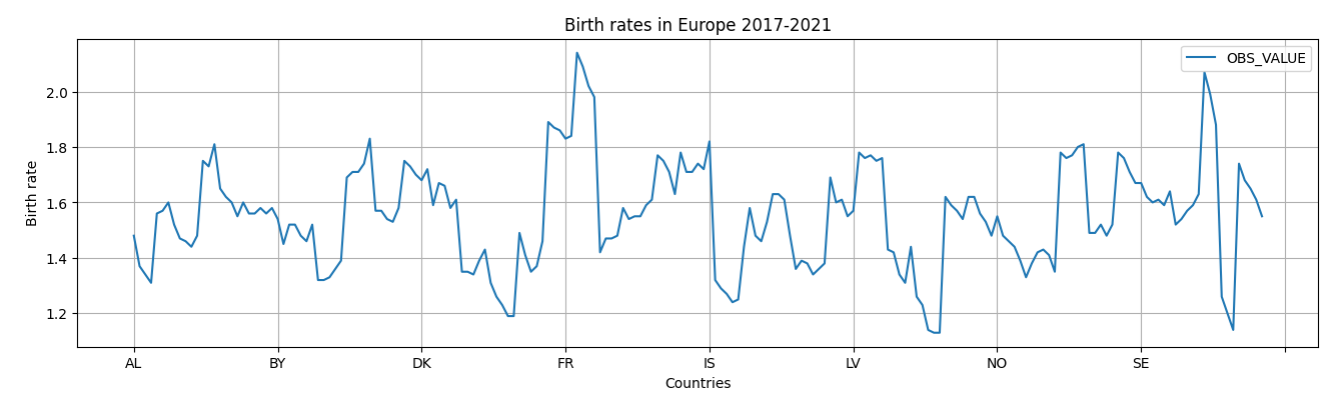 Birth rates in Europe 2017-2021
OBS_VALUE
2.0
1.8
1.6
1.4
1.2
Birth rate
AL BY DK FR IS LV NO SE
Countries